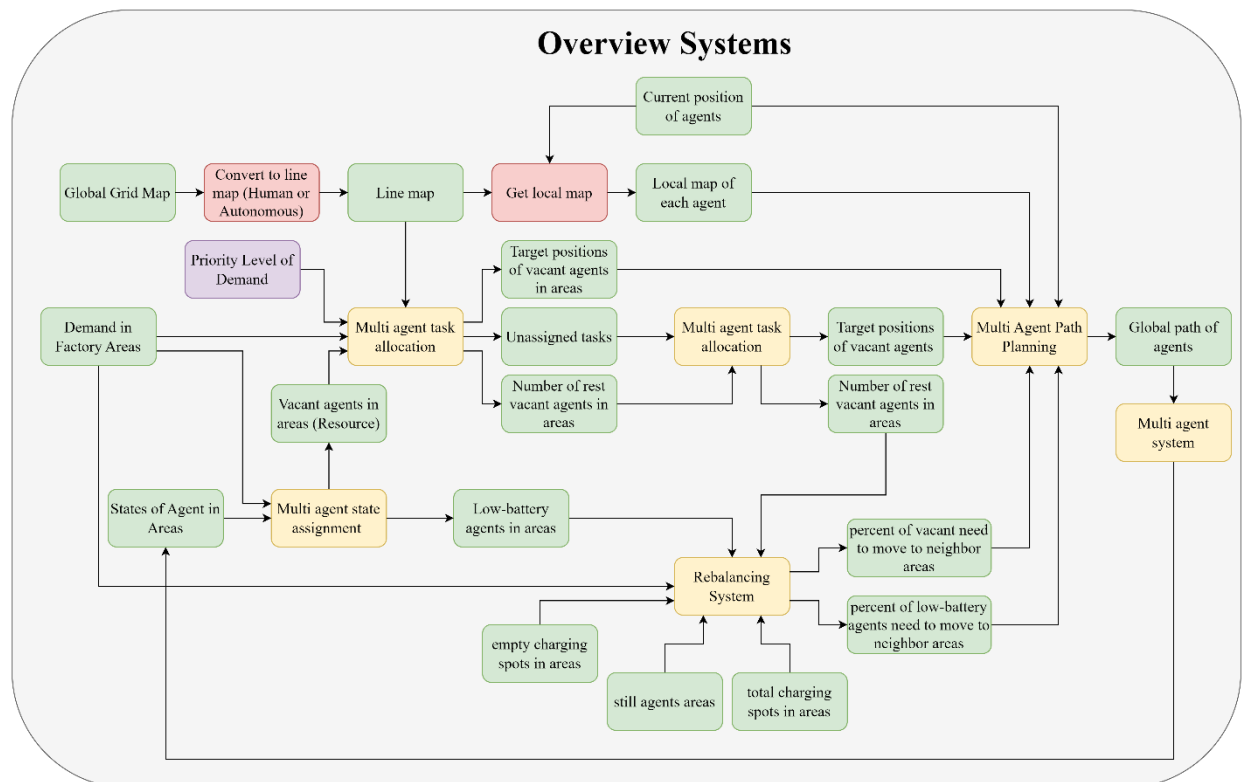 Overview Systems
Current position
of agents
Global Grid Map
Convert to line
map (Human or
Autonomous)
Line map
Get local map
Local map of
each agent
Priority Level of
Demand
Target positions
of vacant agents
in areas
Demand in
Factory Areas
Multi agent task
allocation
Unassigned tasks
Multi agent task
allocation
Target positions
of vacant agents
Multi Agent Path
Planning
Global path of
agents
Vacant agents in
areas (Resource)
Number of rest
vacant agents in
areas
Number of rest
vacant agents in
areas
Multi agent
system
States of Agent in
Areas
Multi agent state
assignment
Low-battery
agents in areas
percent of vacant need
to move to neighbor
areas
Rebalancing
System
percent of low-battery
agents need to move to
neighbor areas
empty charging
spots in areas
still agents areas
total charging
spots in areas